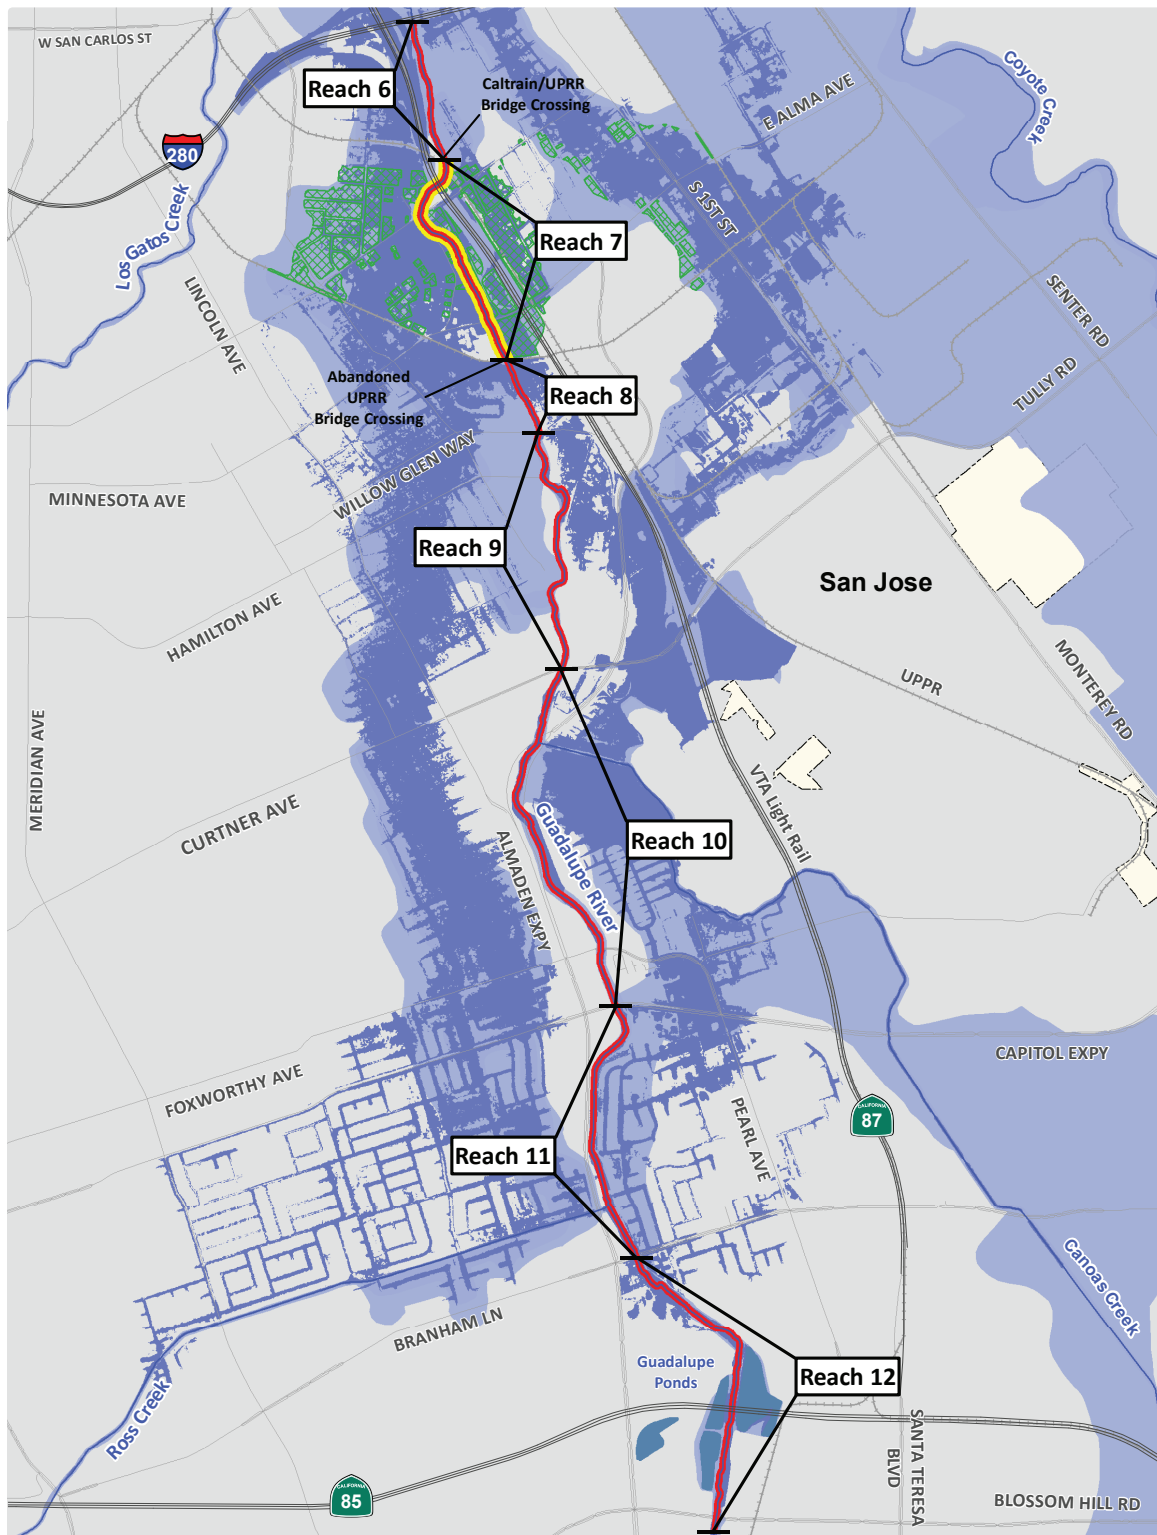 W SAN CARLOS ST
Reach 6
Caltrain/UPRR
Bridge Crossing
Coyote Creek
E ALMA AVE
280
Los Gatos Creek
S 1ST ST
Reach 7
LINCOLN AVE
SENTER RD
TULLY RD
Abandoned
UPRR
Bridge Crossing
Reach 8
WILLOW GLEN WAY
MINNESOTA AVE
Reach 9
San Jose
HAMILTON AVE
MONTEREY RD
UPPR
MERIDIAN AVE
VTA Light Rail
CURTNER AVE
Guadalupe River
Reach 10
ALMADEN EXPY
CAPITOL EXPY
FOXWORTHY AVE
PEARL AVE
CALIFORNIA
87
Reach 11
Canoas Creek
BRANHAM LN
Guadalupe
Ponds
Reach 12
Ross Creek
SANTA TERESA
BLVD
CALIFORNIA
85
BLOSSOM HILL RD